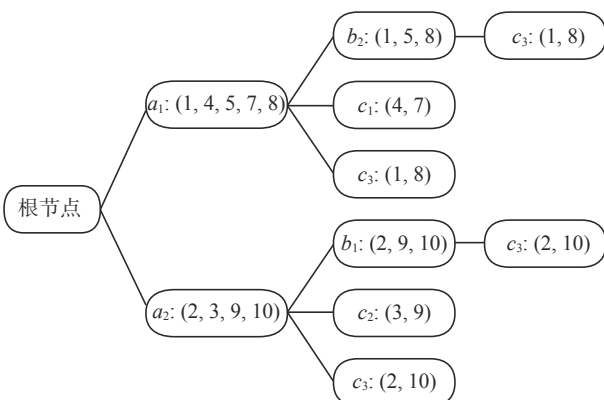 b₂: (1, 5, 8)
c₃: (1, 8)
a₁: (1, 4, 5, 7, 8)
c₁: (4, 7)
c₃: (1, 8)
根节点
b₁: (2, 9, 10)
c₃: (2, 10)
a₂: (2, 3, 9, 10)
c₂: (3, 9)
c₃: (2, 10)